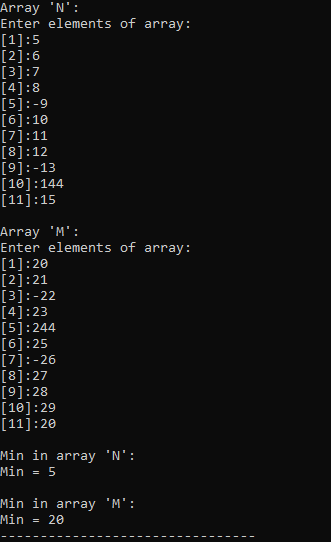 Array 'N':
Enter elements of array:
[1]:5
[2]:6
[3]:7
[4]:8
[5]:-9
[6]:10
[7]:11
[8]:12
[9]:-13
[10]:144
[11]:15
Array 'M':
Enter elements of array:
[1]:20
[2]:21
[3]:-22
[4]:23
[5]:244
[6]:25
[7]:-26
[8]:27
[9]:28
[10]:29
[11]:20
Min in array 'N':
Min = 5
Min in array 'M':
Min = 20
--------------------------------